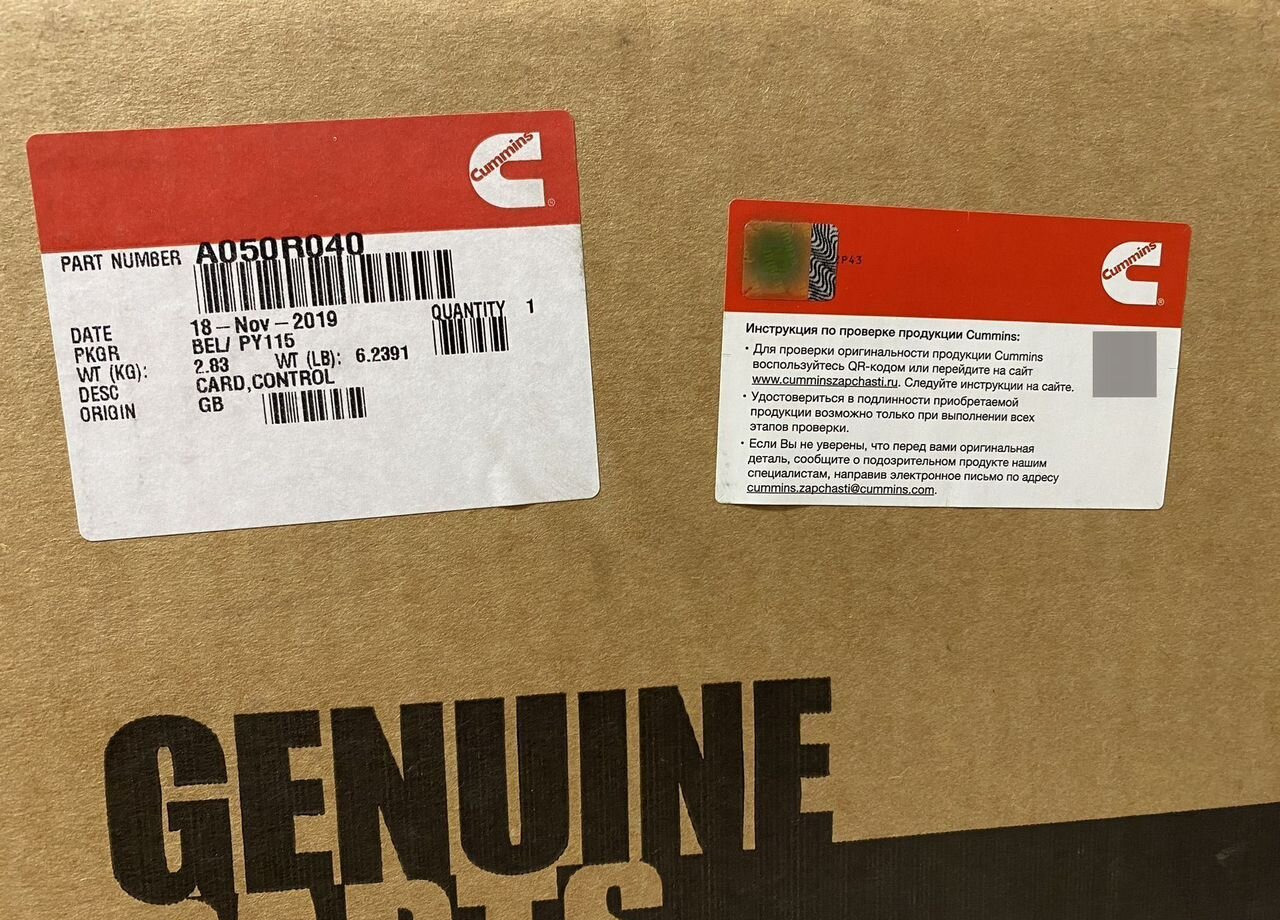 Cummins
PART NUMBER A050R040
QUANTITY 1
DATE 18-Nov-2019
PKGR BEL/ PY115
WT (KG): 2.83 WT (LB): 6.2391
DESC CARD,CONTROL
ORIGIN GB
P43
Cummins
Инструкция по проверке продукции Cummins:
• Для проверки оригинальности продукции Cummins
воспользуйтесь QR-кодом или перейдите на сайт
www.cumminszapchasti.ru. Следуйте инструкции на сайте.
• Удостовериться в подлинности приобретаемой
продукции возможно только при выполнении всех
этапов проверки.
• Если Вы не уверены, что перед вами оригинальная
деталь, сообщите о подозрительном продукте нашим
специалистам, направив электронное письмо по адресу
cummins.zapchasti@cummins.com.
GENUINE
PARTS